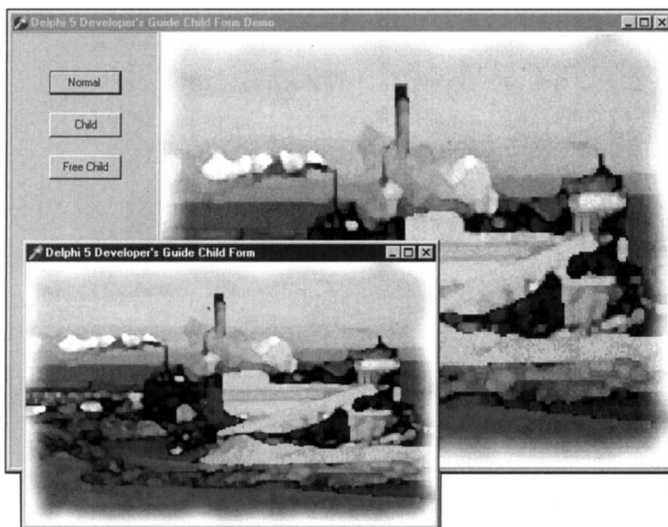 Delphi 5 Developer's Guide Child Form Demo
Normal
Child
Free Child
Delphi 5 Developer's Guide Child Form